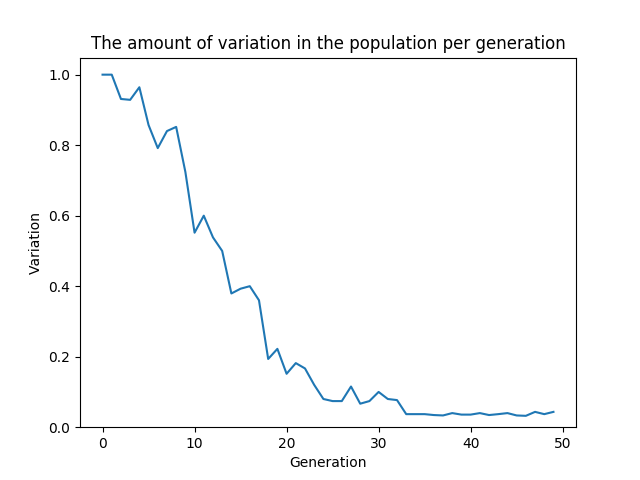 The amount of variation in the population per generation
1.0
0.8
0.6
0.4
0.2
0.0
Variation
0 10 20 30 40 50
Generation